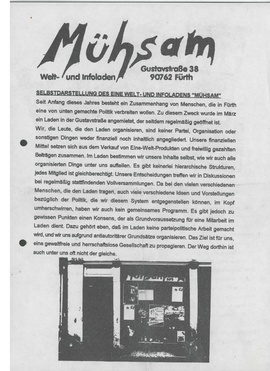 Mühsam
Welt- und Infoladen
Gustavstraße 38
90762 Fürth
SELBSTDARSTELLUNG DES EINE WELT- UND INFOLADENS "MÜHSAM"
Seit Anfang dieses Jahres besteht ein Zusammenhang von Menschen, die in Fürth
eine von unten gemachte Politik verbreiten wollen. Zu diesem Zweck wurde im März
ein Laden in der Gustavstraße angemietet, der seitdem regelmäßig geöffnet ist.
Wir, die Leute, die den Laden organisieren, sind keiner Partei, Organisation oder
sonstigen Dingen weder finanziell noch inhaltlich angegliedert. Unsere finanziellen
Mittel setzen sich aus dem Verkauf von Eine-Welt-Produkten und freiwillig gezahlten
Beiträgen zusammen. Im Laden bestimmen wir unsere Inhalte selbst, wie wir auch alle
organisatorischen Dinge unter uns aufteilen. Es gibt keinerlei hierarchische Strukturen,
jedes Mitglied ist gleichberechtigt. Unsere Entscheidungen treffen wir in Diskussionen
bei regelmäßig stattfindenden Vollversammlungen. Da bei den vielen verschiedenen
Menschen, die den Laden tragen, auch viele verschiedene Ideen und Vorstellungen
bezüglich der Politik, die wir diesem System entgegenstellen können, im Kopf
umherschwirren, haben wir auch kein gemeinsames Programm. Es gibt jedoch zu
gewissen Punkten einen Konsens, der als Grundvoraussetzung für eine Mitarbeit im
Laden dient. Dazu gehört eben, daß im Laden keine parteipolitische Arbeit gemacht
wird, und wir uns aufgrund antiautoritärer Grundsätze organisieren. Das Ziel ist für uns,
eine gewaltfreie und herrschaftslose Gesellschaft zu propagieren. Der Weg dorthin ist
auch unter uns oft nicht der gleiche.